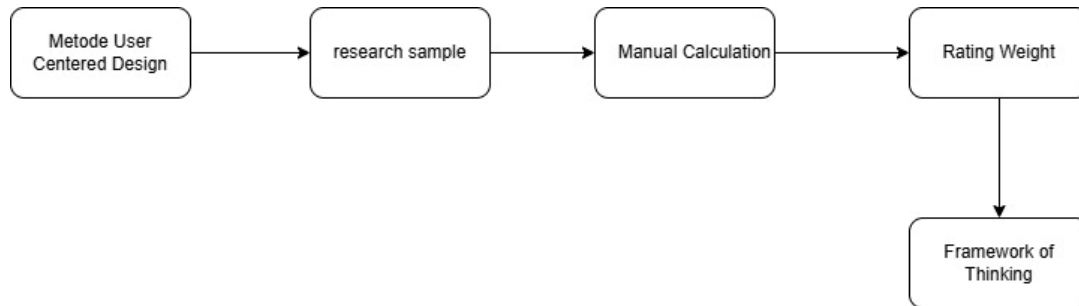 Metode User
Centered Design
research sample
Manual Calculation
Rating Weight
Framework of
Thinking